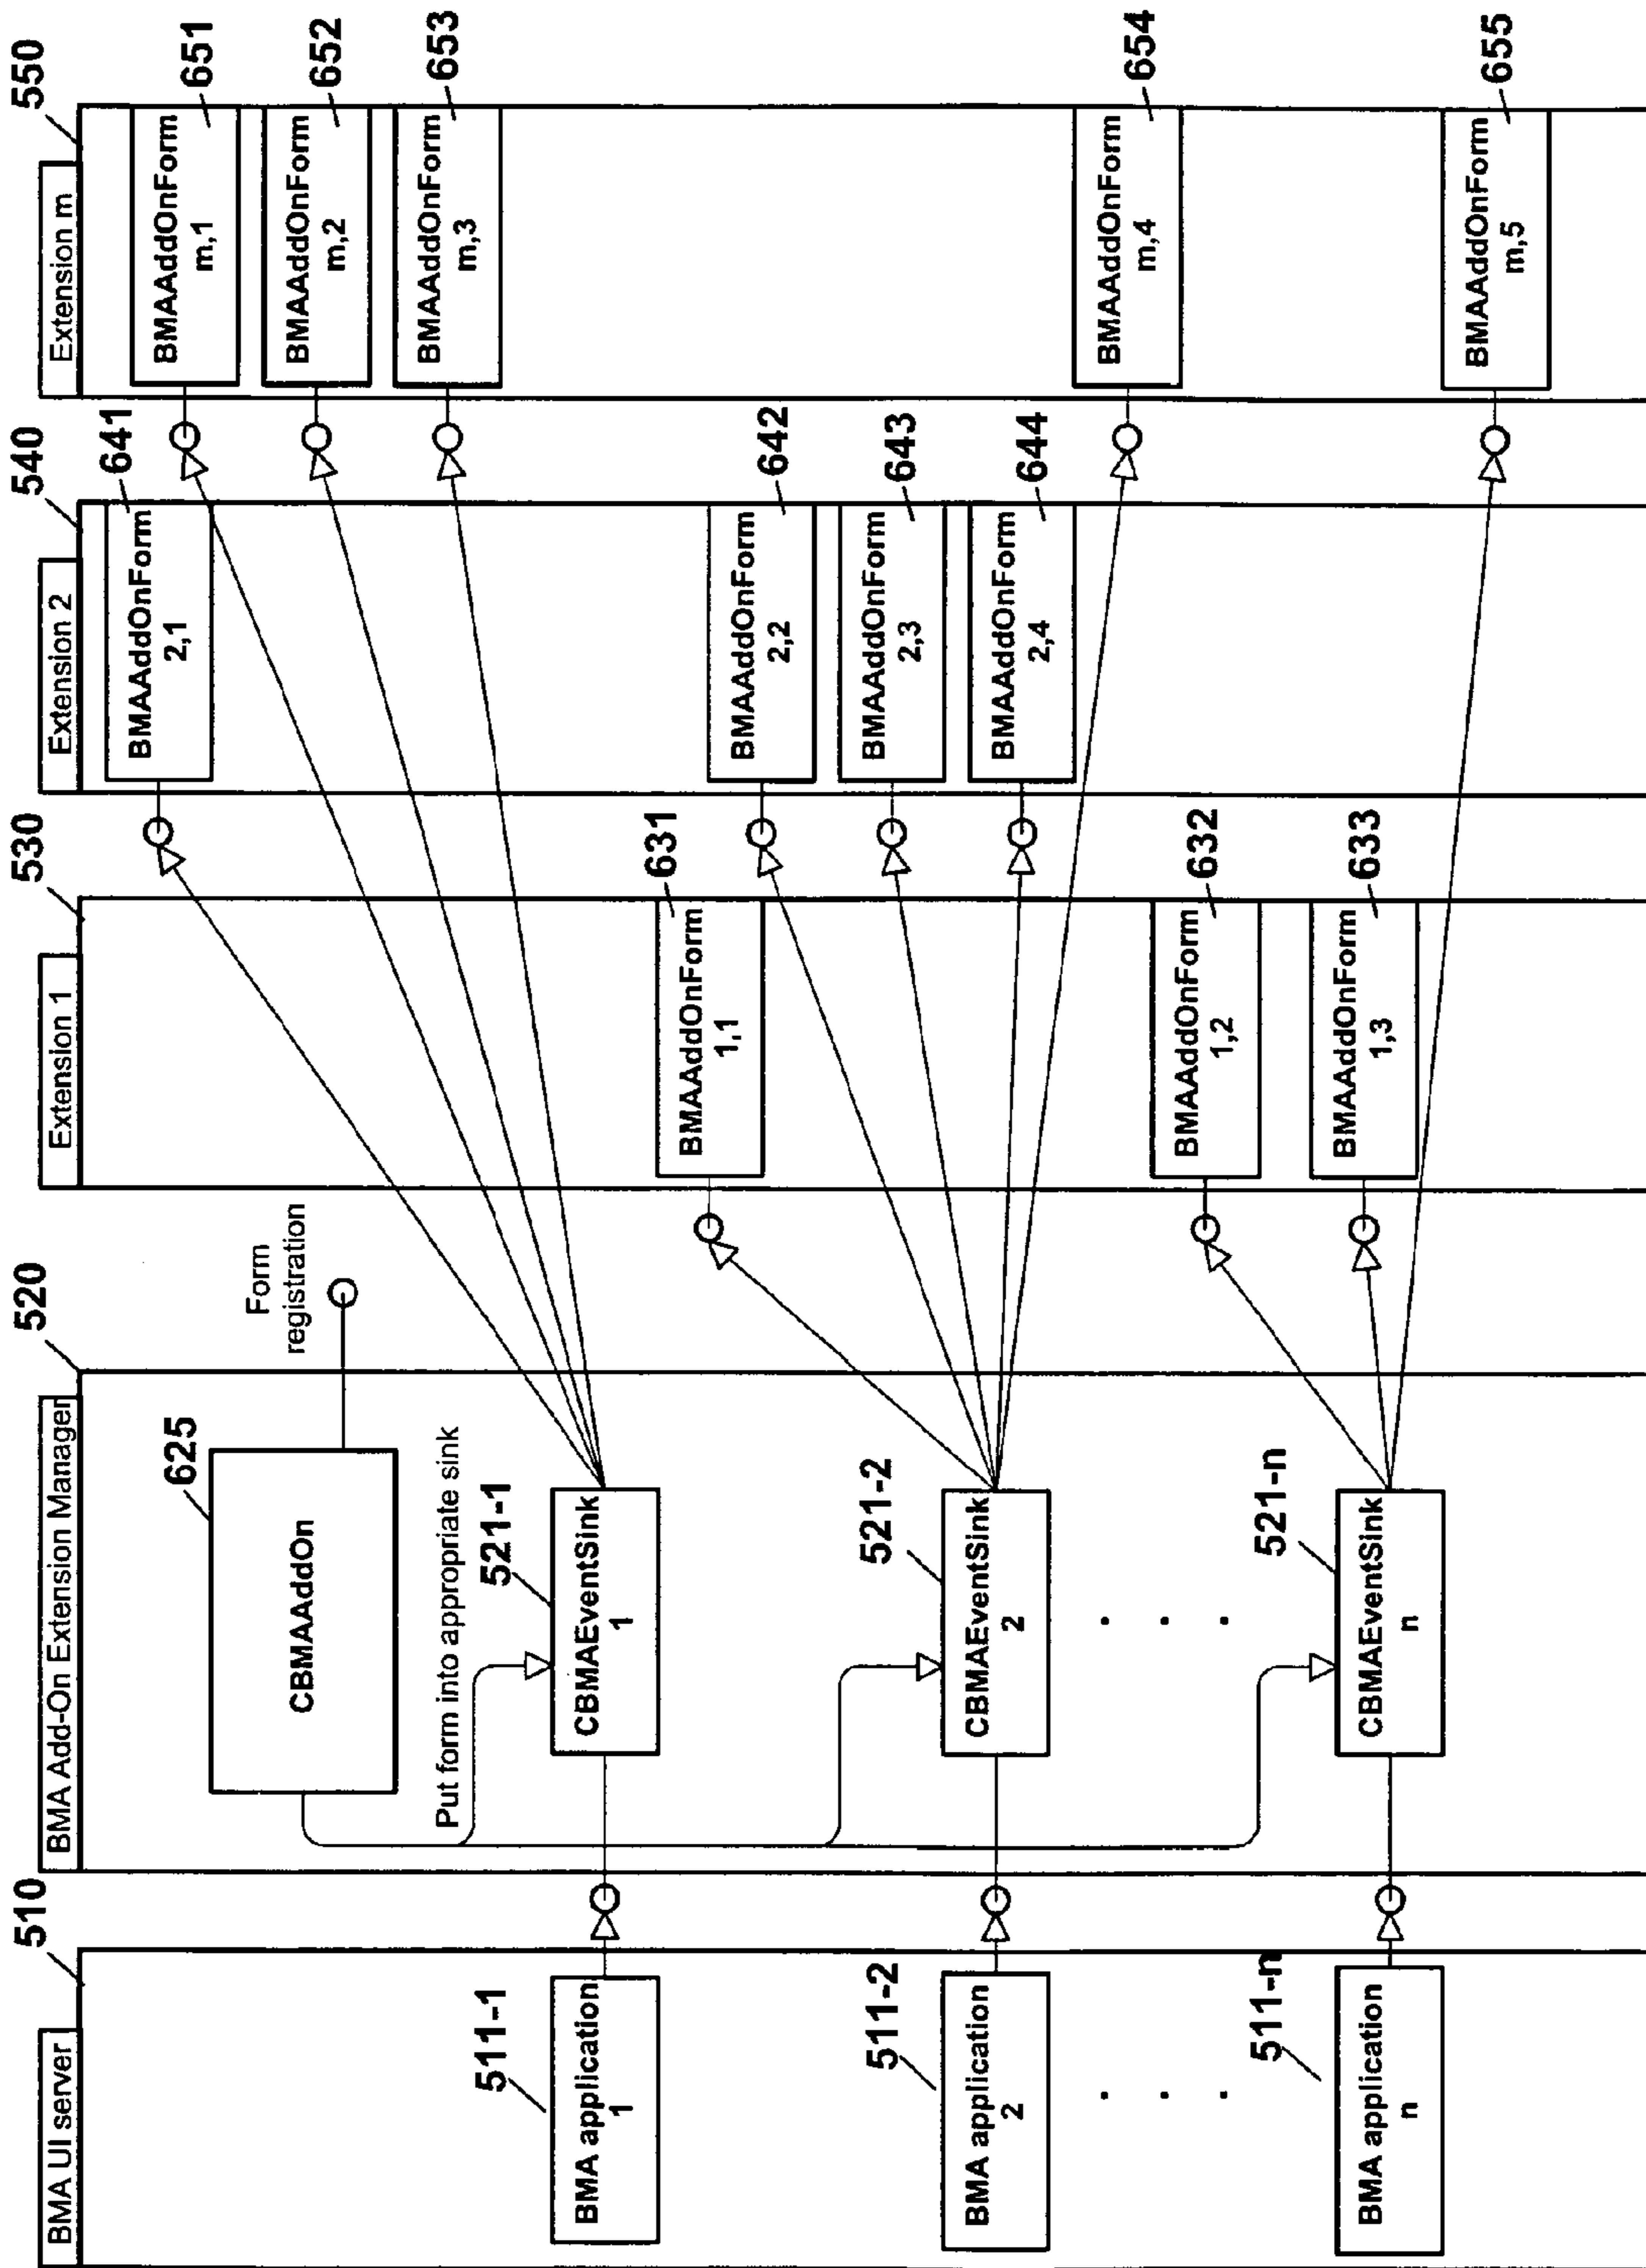 510
BMA UI server
511-1
BMA application
1
511-2
BMA application
2
. . .
511-n
BMA application
n
520
BMA Add-On Extension Manager
625
CBMAAddOn
Form
registration
Put form into appropriate sink
521-1
CBMAEventSink
1
521-2
CBMAEventSink
2
. . .
521-n
CBMAEventSink
n
530
Extension 1
631
BMAAddOnForm
1,1
632
BMAAddOnForm
1,2
633
BMAAddOnForm
1,3
540
Extension 2
641
BMAAddOnForm
2,1
642
BMAAddOnForm
2,2
643
BMAAddOnForm
2,3
644
BMAAddOnForm
2,4
550
Extension m
651
BMAAddOnForm
m,1
652
BMAAddOnForm
m,2
653
BMAAddOnForm
m,3
654
BMAAddOnForm
m,4
655
BMAAddOnForm
m,5